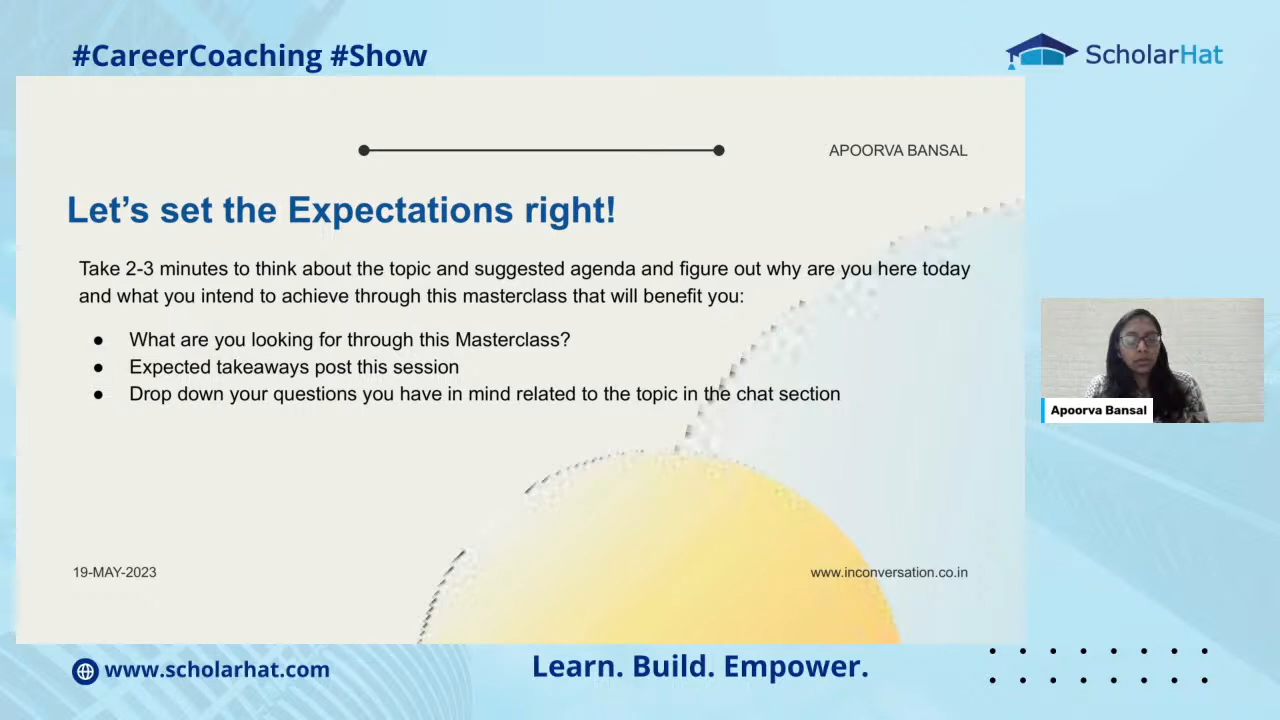 #CareerCoaching #Show
ScholarHat
APOORVA BANSAL
Let's set the Expectations right!
Take 2-3 minutes to think about the topic and suggested agenda and figure out why are you here today
and what you intend to achieve through this masterclass that will benefit you:
● What are you looking for through this Masterclass?
● Expected takeaways post this session
● Drop down your questions you have in mind related to the topic in the chat section
Apoorva Bansal
19-MAY-2023
www.inconversation.co.in
www.scholarhat.com
Learn. Build. Empower.